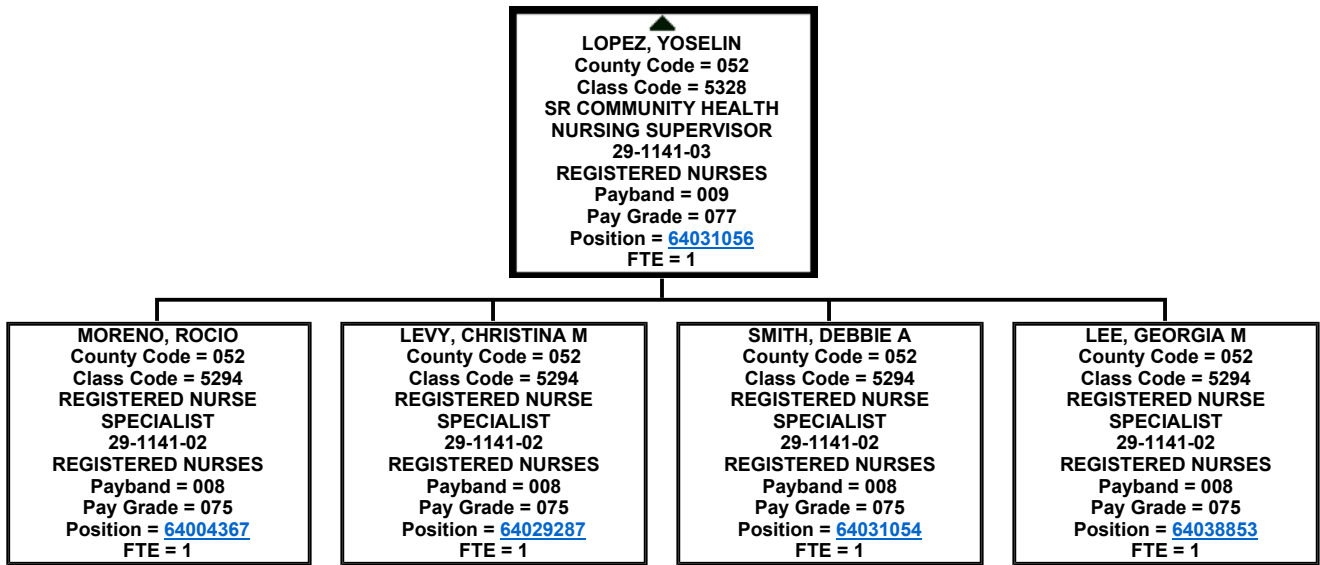 LOPEZ, YOSELIN
County Code = 052
Class Code = 5328
SR COMMUNITY HEALTH
NURSING SUPERVISOR
29-1141-03
REGISTERED NURSES
Payband = 009
Pay Grade = 077
Position = 64031056
FTE = 1
MORENO, ROCIO
County Code = 052
Class Code = 5294
REGISTERED NURSE
SPECIALIST
29-1141-02
REGISTERED NURSES
Payband = 008
Pay Grade = 075
Position = 64004367
FTE = 1
LEVY, CHRISTINA M
County Code = 052
Class Code = 5294
REGISTERED NURSE
SPECIALIST
29-1141-02
REGISTERED NURSES
Payband = 008
Pay Grade = 075
Position = 64029287
FTE = 1
SMITH, DEBBIE A
County Code = 052
Class Code = 5294
REGISTERED NURSE
SPECIALIST
29-1141-02
REGISTERED NURSES
Payband = 008
Pay Grade = 075
Position = 64031054
FTE = 1
LEE, GEORGIA M
County Code = 052
Class Code = 5294
REGISTERED NURSE
SPECIALIST
29-1141-02
REGISTERED NURSES
Payband = 008
Pay Grade = 075
Position = 64038853
FTE = 1